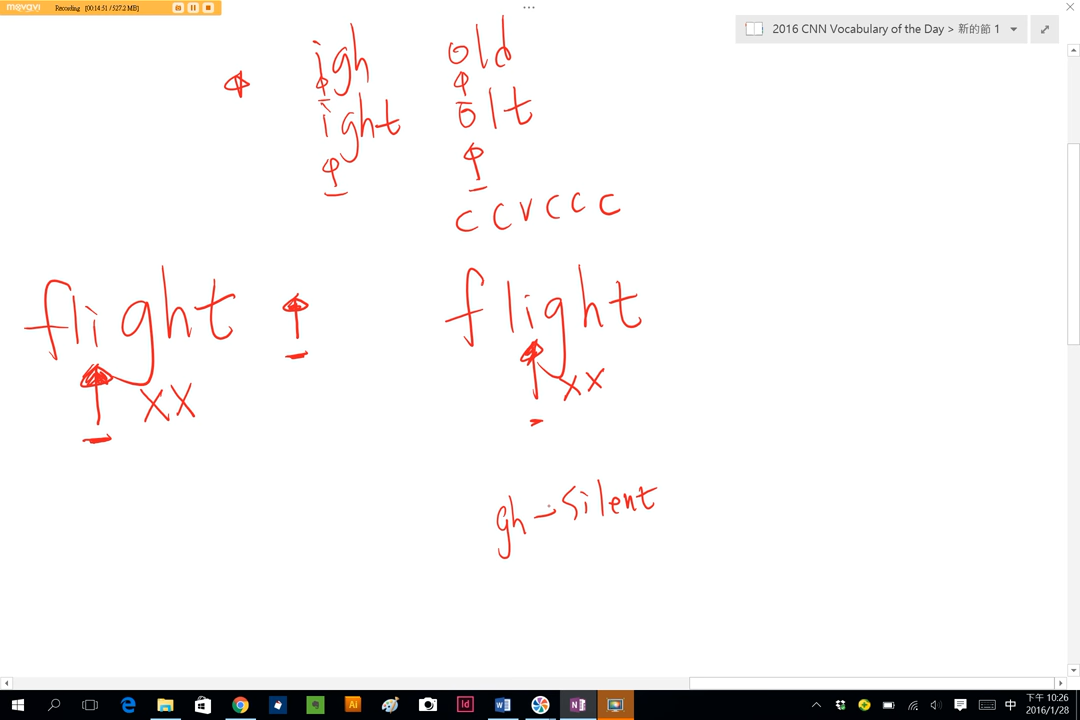 movavi Recording [00:14:51 / 527.2 MB]
2016 CNN Vocabulary of the Day > 新的節 1
igh old
ight olt
C C V C C C
flight flight
XX XX
gh - silent
中
下午 10:26
2016/1/28